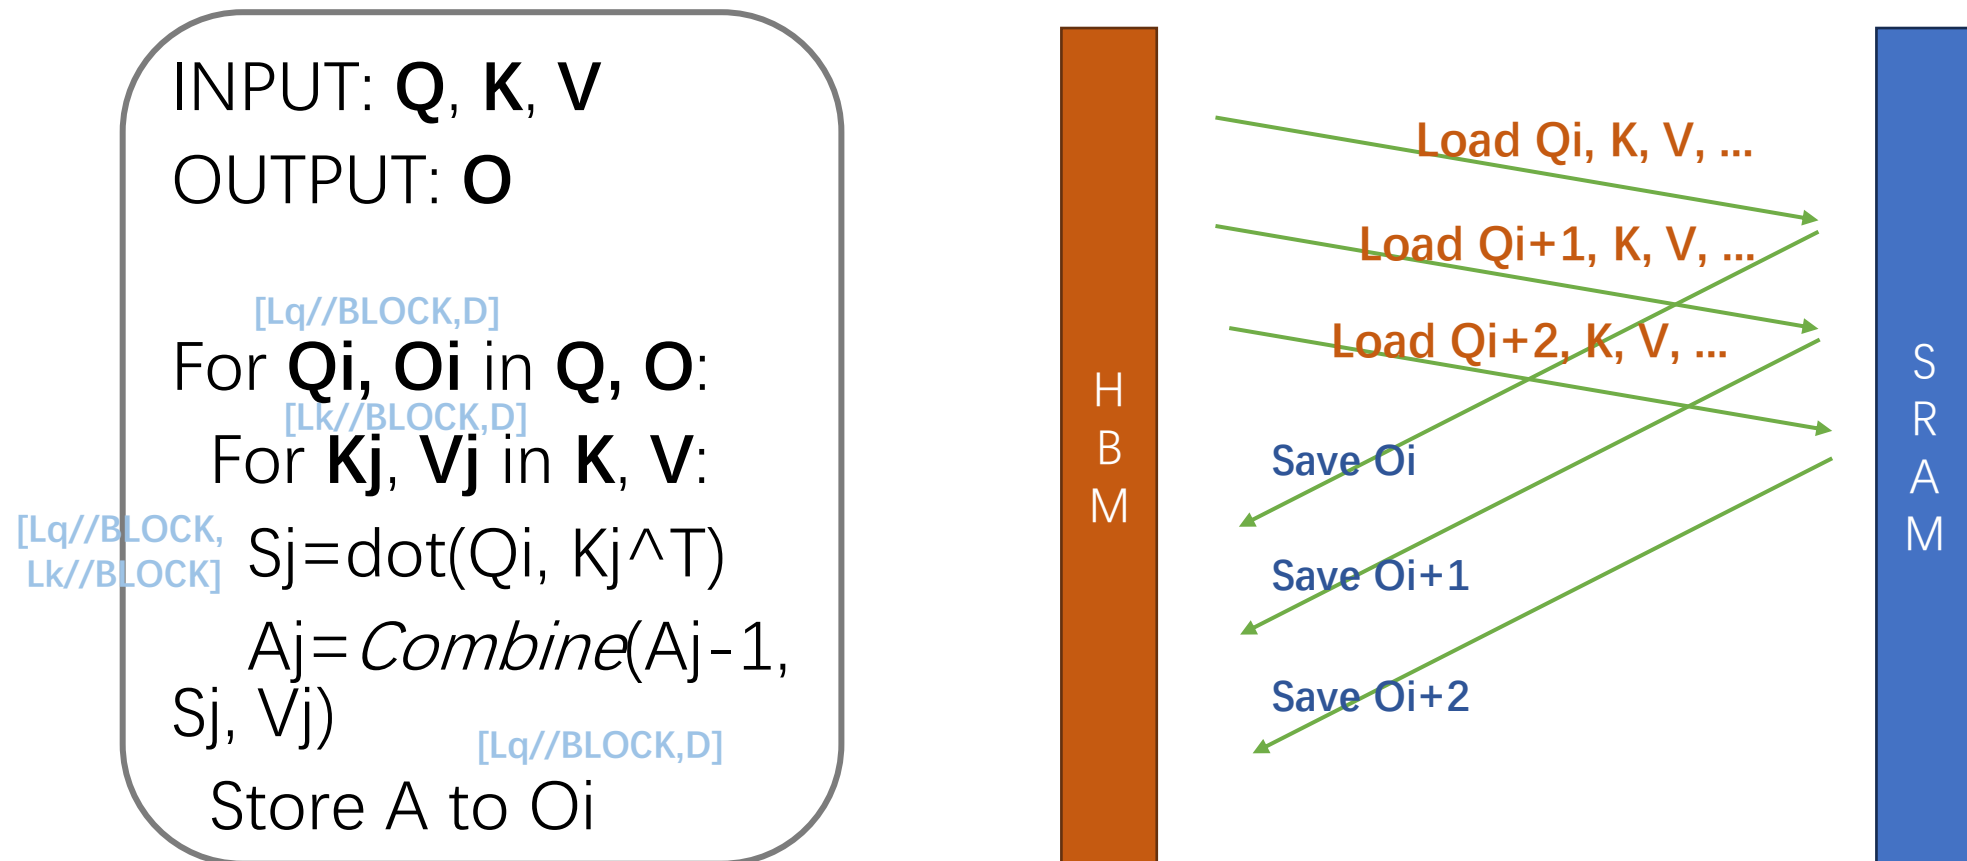 INPUT: Q, K, V
OUTPUT: O
[Lq//BLOCK,D]
For Qi, Oi in Q, O:
[Lk//BLOCK,D]
For Kj, Vj in K, V:
[Lq//BLOCK,
Lk//BLOCK]
Sj=dot(Qi, Kj^T)
Aj=Combine(Aj-1,
Sj, Vj)
[Lq//BLOCK,D]
Store A to Oi
HBM
Load Qi, K, V, ...
Load Qi+1, K, V, ...
Load Qi+2, K, V, ...
Save Oi
Save Oi+1
Save Oi+2
SRAM